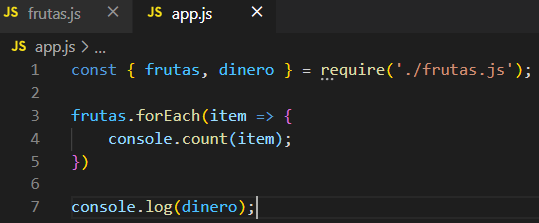 JS frutas.js JS app.js
JS app.js > ...
1 const { frutas, dinero } = require('./frutas.js');
2
3 frutas.forEach(item => {
4     console.count(item);
5 })
6
7 console.log(dinero);